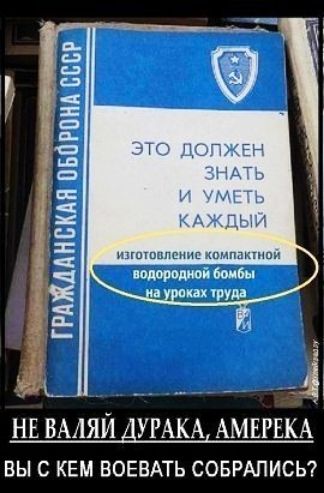 ГРАЖДАНСКАЯ ОБОРОНА СССР
ЭТО ДОЛЖЕН
ЗНАТЬ
И УМЕТЬ
КАЖДЫЙ
изготовление компактной
водородной бомбы
на уроках труда
НЕ ВАЛЯЙ ДУРАКА, АМЕРЕКА
ВЫ С КЕМ ВОЕВАТЬ СОБРАЛИСЬ?